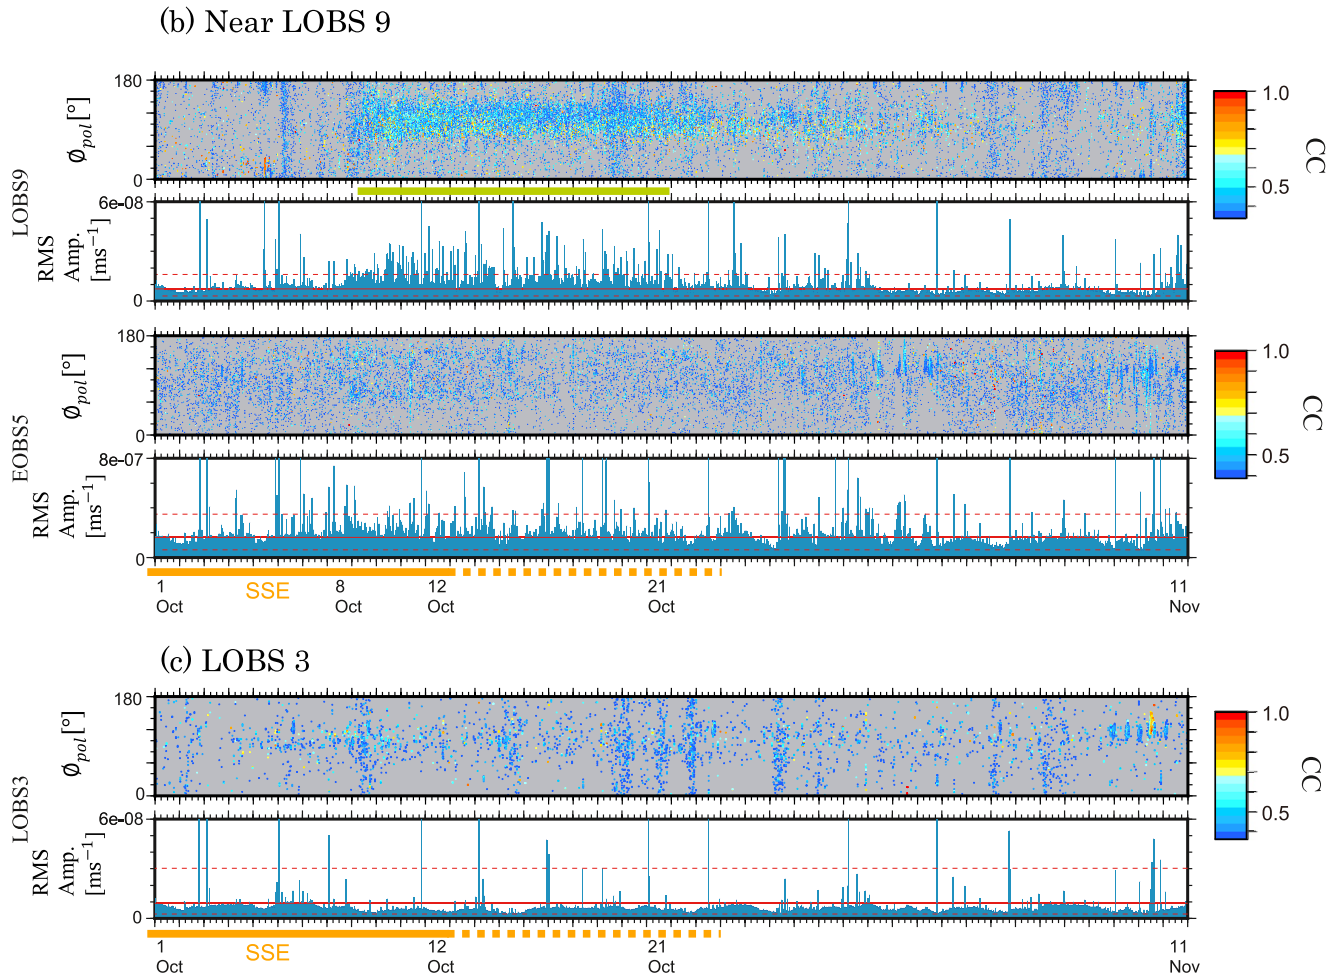 (b) Near LOBS 9
LOBS9
180
∅pol[°]
0
1.0
0.5
CC
6e-08
RMS
Amp.
[ms−1]
0
EOBS5
180
∅pol[°]
0
1.0
0.5
CC
8e-07
RMS
Amp.
[ms−1]
0
SSE
1 Oct
8 Oct
12 Oct
21 Oct
11 Nov
(c) LOBS 3
LOBS3
180
∅pol[°]
0
1.0
0.5
CC
6e-08
RMS
Amp.
[ms−1]
0
SSE
1 Oct
12 Oct
21 Oct
11 Nov